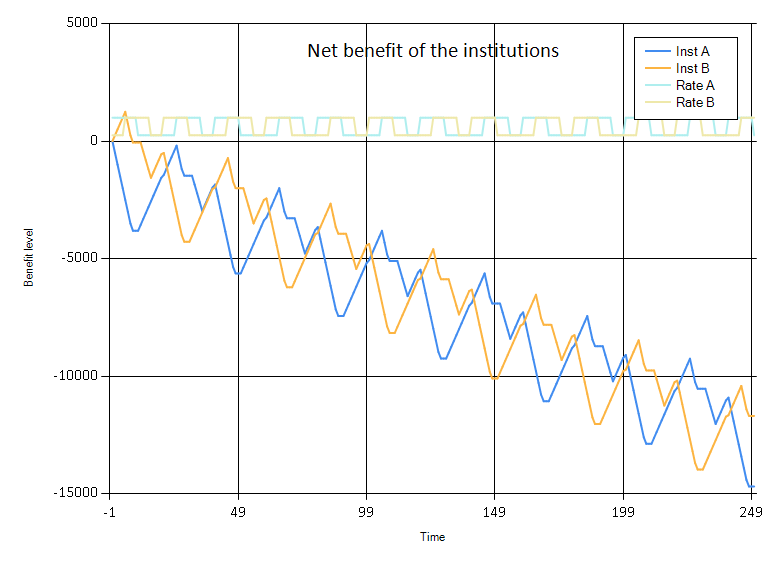 5000
Net benefit of the institutions
Inst A
Inst B
Rate A
Rate B
0
Benefit level
-5000
-10000
-15000
-1
49
99
149
199
249
Time